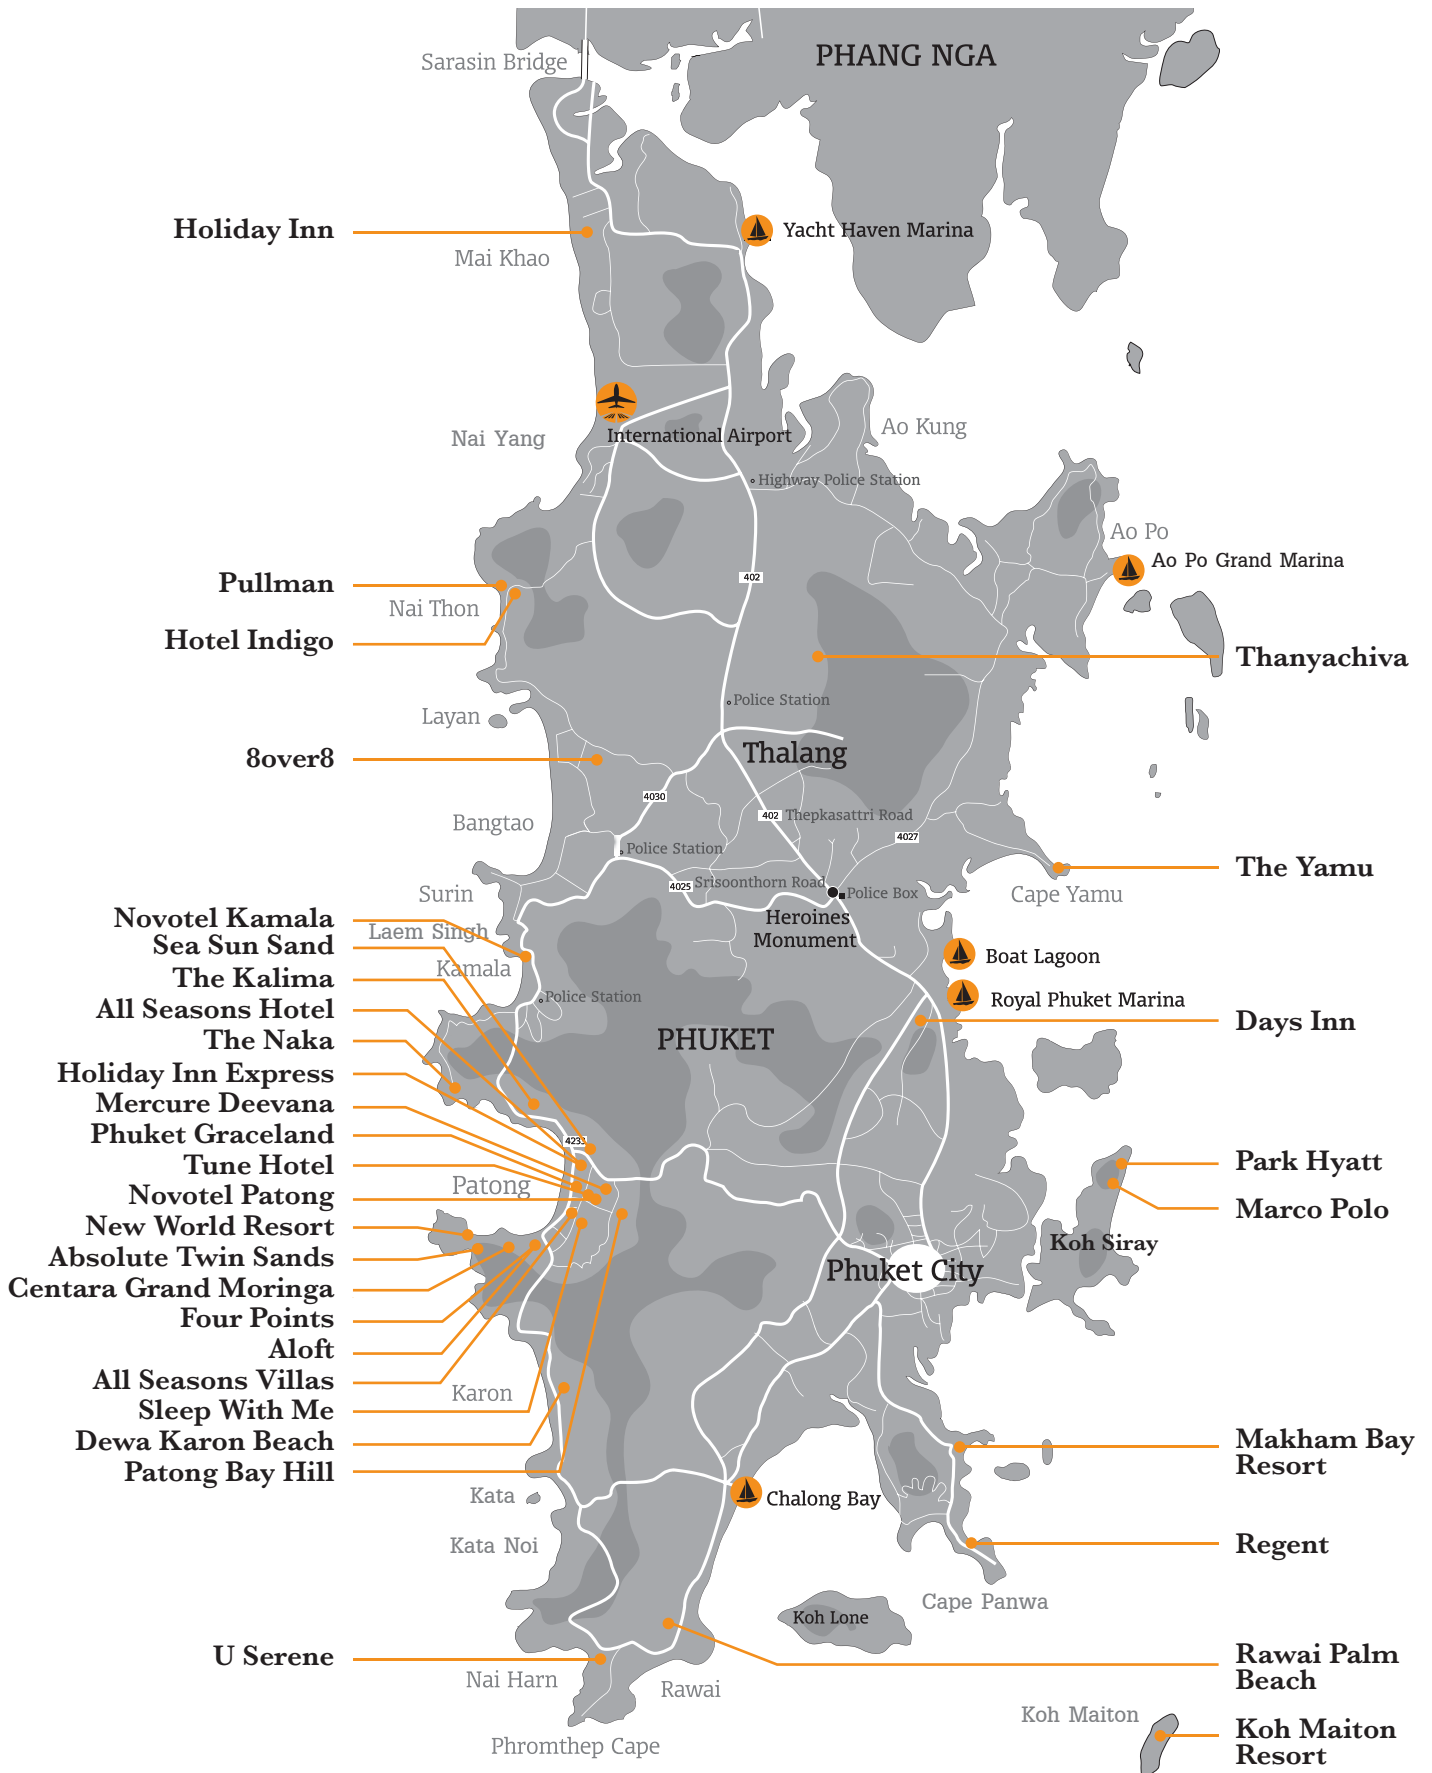 PHANG NGA
Sarasin Bridge
Holiday Inn
Yacht Haven Marina
Mai Khao
International Airport
Nai Yang
Ao Kung
Highway Police Station
Ao Po
Ao Po Grand Marina
402
Pullman
Nai Thon
Hotel Indigo
Thanyachiva
Police Station
Layan
Thalang
8over8
4030
402
Thepkasattri Road
Bangtao
4027
Police Station
The Yamu
4025
Srisoonthorn Road
Police Box
Surin
Cape Yamu
Heroines
Monument
Novotel Kamala
Laem Singh
Sea Sun Sand
Boat Lagoon
Kamala
The Kalima
Police Station
Royal Phuket Marina
All Seasons Hotel
Days Inn
The Naka
PHUKET
Holiday Inn Express
Mercure Deevana
Phuket Graceland
4233
Tune Hotel
Park Hyatt
Patong
Novotel Patong
Marco Polo
New World Resort
Koh Siray
Absolute Twin Sands
Phuket City
Centara Grand Moringa
Four Points
Aloft
All Seasons Villas
Karon
Sleep With Me
Dewa Karon Beach
Makham Bay
Resort
Patong Bay Hill
Kata
Chalong Bay
Kata Noi
Regent
Cape Panwa
Koh Lone
U Serene
Rawai Palm
Beach
Nai Harn
Rawai
Koh Maiton
Koh Maiton
Resort
Phromthep Cape